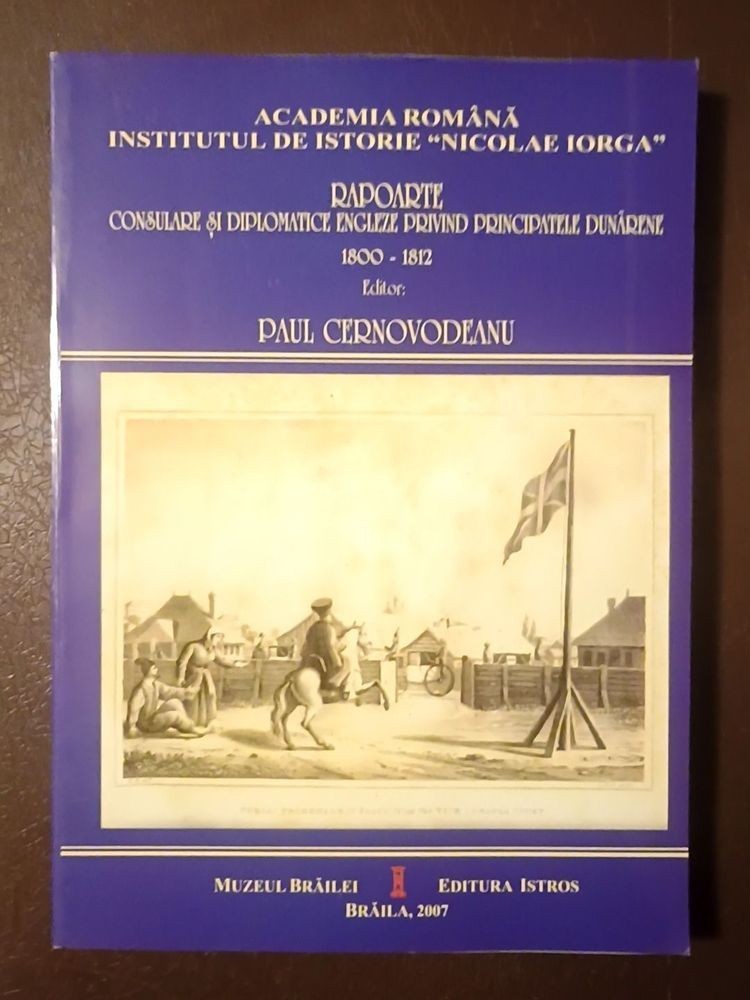 ACADEMIA ROMÂNĂ
INSTITUTUL DE ISTORIE “NICOLAE IORGA”
RAPOARTE
CONSULARE ȘI DIPLOMATICE ENGLEZE PRIVIND PRINCIPATELE DUNĂRENE
1800 - 1812
Editor:
PAUL CERNOVODEANU
MUZEUL BRĂILEI
EDITURA ISTROS
BRĂILA, 2007